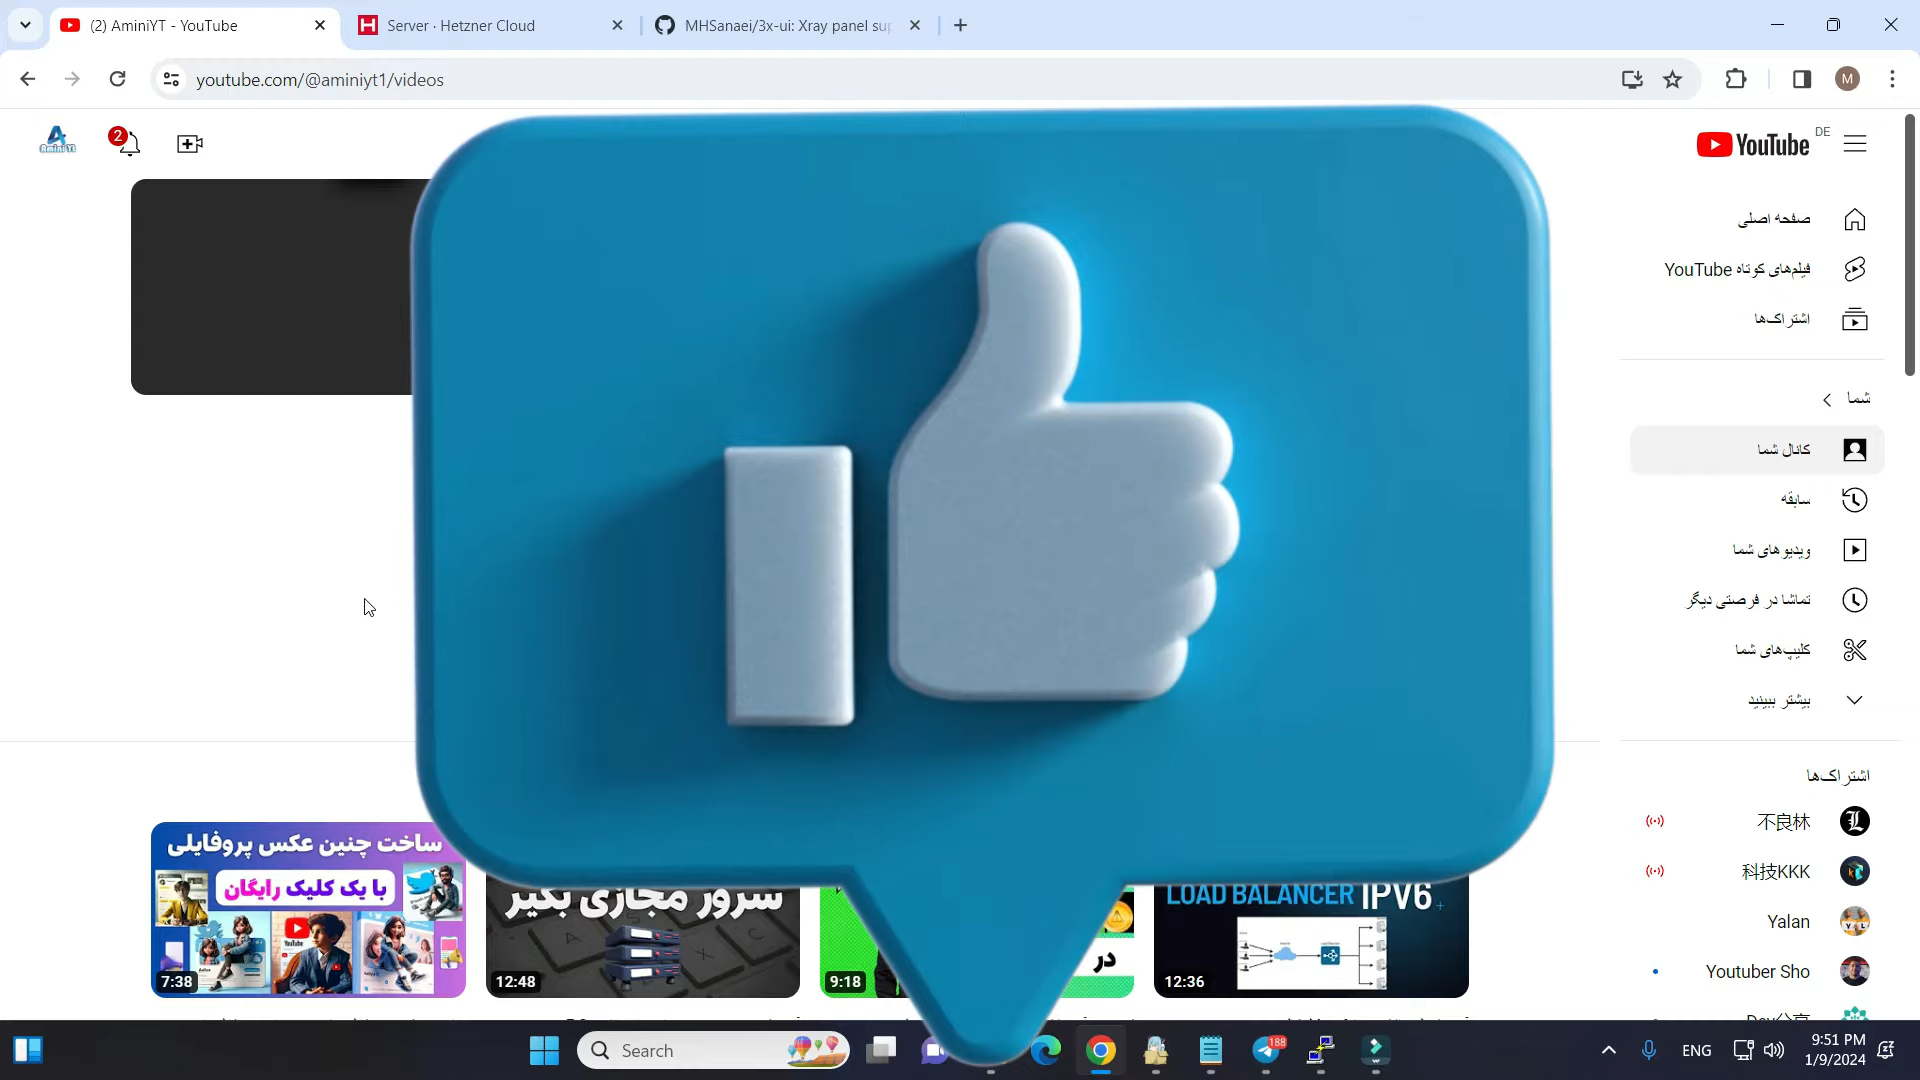 (2) AminiYT - YouTube
Server · Hetzner Cloud
MHSanaei/3x-ui: Xray panel sup
youtube.com/@aminiyt1/videos
M
Amini Yt
2
YouTube DE
صفحه اصلی
فیلم‌های کوتاه YouTube
اشتراک‌ها
شما
کانال شما
سابقه
ویدیوهای شما
تماشا در فرصتی دیگر
کلیپ‌های شما
بیشتر ببینید
اشتراک‌ها
不良林
科技KKK
Yalan
Youtuber Sho
ساخت چنین عکس پروفایلی
با یک کلیک رایگان
YouTube
7:38
سرور مجازی بگیر
12:48
در
9:18
LOAD BALANCER IPV6
12:36
Search
188
ENG
9:51 PM
1/9/2024